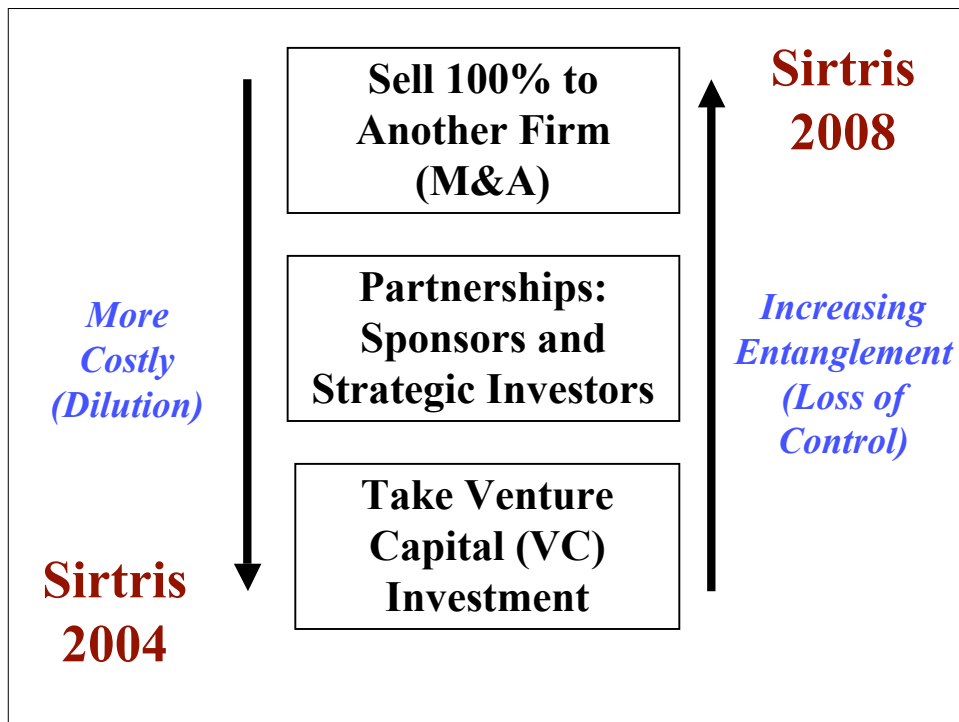 Sell 100% to
Another Firm
(M&A)
Sirtris
2008
Partnerships:
Sponsors and
Strategic Investors
More
Costly
(Dilution)
Increasing
Entanglement
(Loss of
Control)
Take Venture
Capital (VC)
Investment
Sirtris
2004